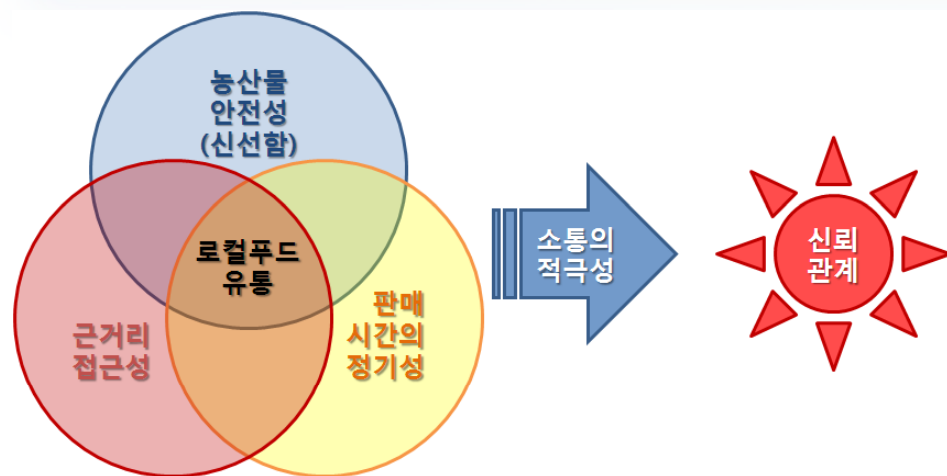 농산물
안전성
(신선함)
로컬푸드
유통
근거리
접근성
판매
시간의
정기성
소통의
적극성
신뢰
관계